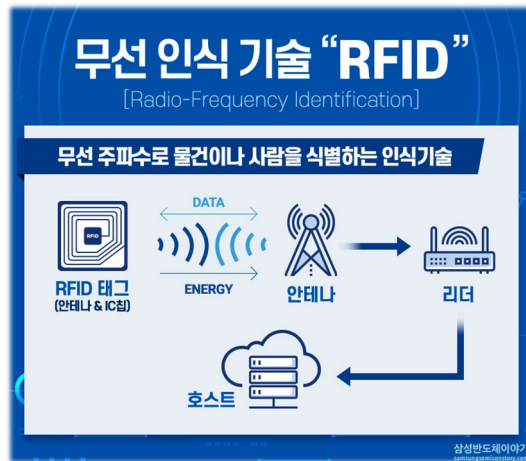 무선 인식 기술 “RFID”
[Radio-Frequency Identification]
무선 주파수로 물건이나 사람을 식별하는 인식기술
DATA
RFID
ENERGY
RFID 태그
(안테나 & IC칩)
안테나
리더
호스트
삼성반도체이야기
samsungsemiconstory.com